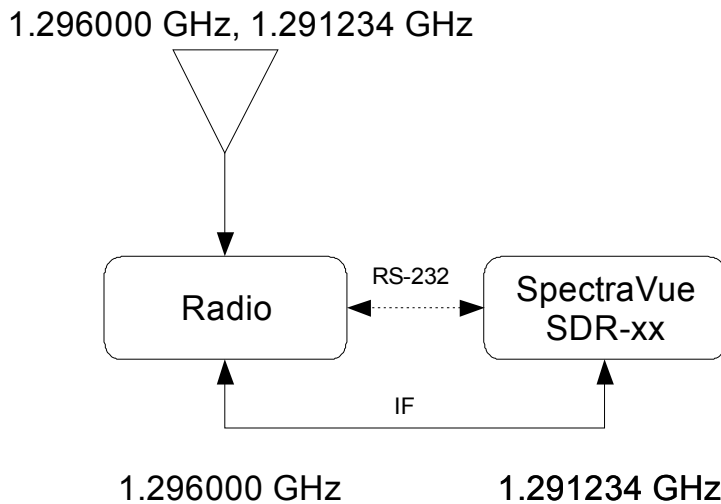 1.296000 GHz, 1.291234 GHz
RS-232
Radio
SpectraVue
SDR-xx
IF
1.296000 GHz
1.291234 GHz